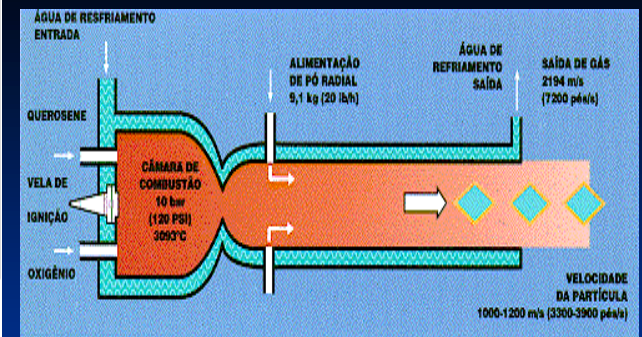 ÁGUA DE RESFRIAMENTO
ENTRADA
ALIMENTAÇÃO
DE PÓ RADIAL
9,1 kg (20 lb/h)
ÁGUA DE
REFRIAMENTO
SAÍDA
SAÍDA DE GÁS
2194 m/s
(7200 pés/s)
QUEROSENE
VELA DE
IGNIÇÃO
OXIGÊNIO
CÂMARA DE
COMBUSTÃO
10 bar
(120 PSI)
3093°C
VELOCIDADE
DA PARTÍCULA
1000-1200 m/s (3300-3900 pés/s)